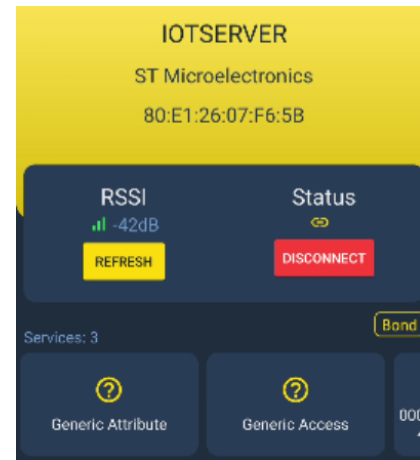 IOTSERVER
ST Microelectronics
80:E1:26:07:F6:5B
RSSI
Status
-42dB
REFRESH
DISCONNECT
Bond
Services: 3
Generic Attribute
Generic Access